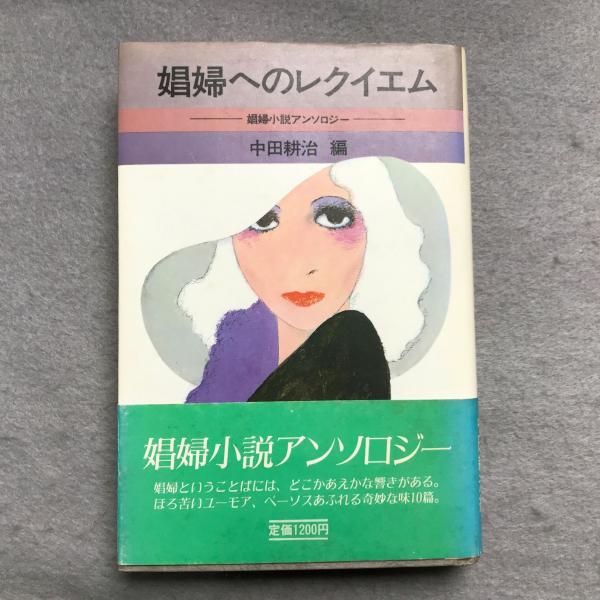 娼婦へのレクイエム
娼婦小説アンソロジー
中田耕治 編
娼婦小説アンソロジー
娼婦ということばには、どこかあえかな響きがある。
ほろ苦いユーモア、ペーソスあふれる奇妙な味10篇。
定価1200円